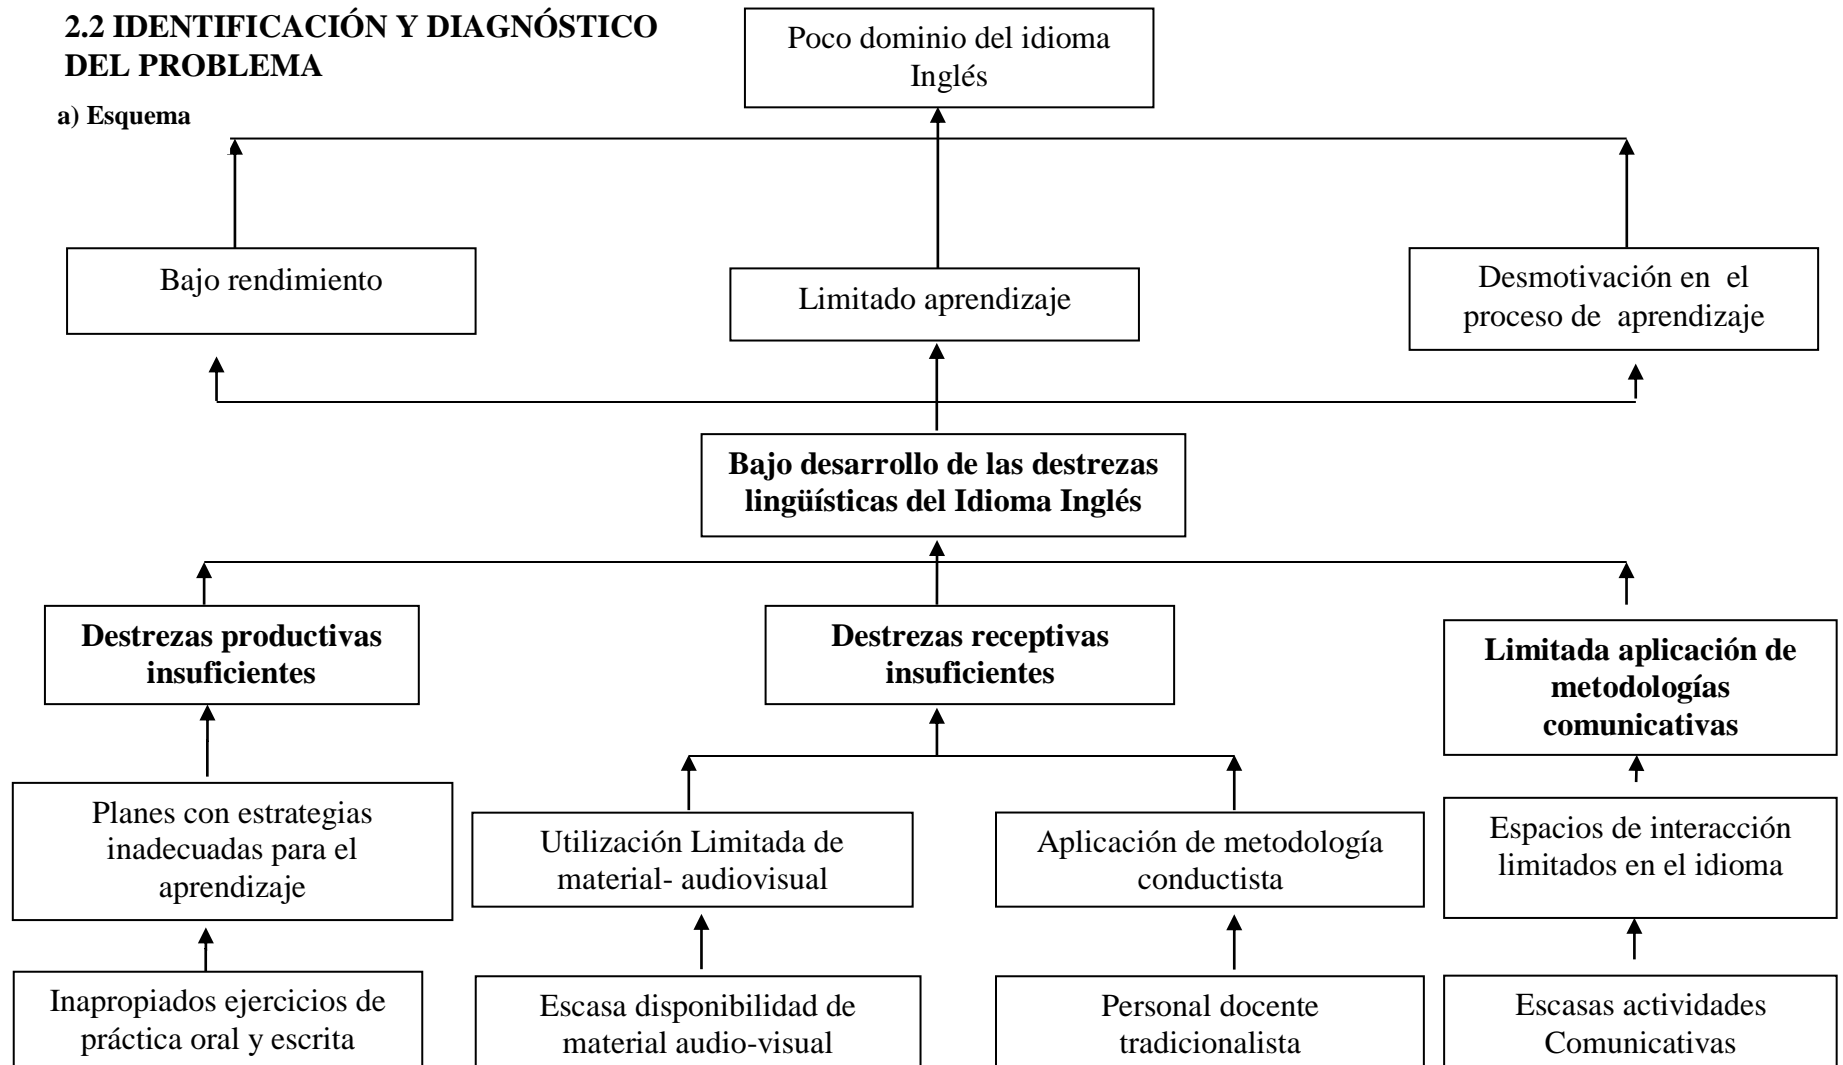 2.2 IDENTIFICACIÓN Y DIAGNÓSTICO
DEL PROBLEMA
a) Esquema
Poco dominio del idioma
Inglés
Bajo rendimiento
Limitado aprendizaje
Desmotivación en el
proceso de aprendizaje
Bajo desarrollo de las destrezas
lingüísticas del Idioma Inglés
Destrezas productivas
insuficientes
Destrezas receptivas
insuficientes
Limitada aplicación de
metodologías
comunicativas
Planes con estrategias
inadecuadas para el
aprendizaje
Utilización Limitada de
material- audiovisual
Aplicación de metodología
conductista
Espacios de interacción
limitados en el idioma
Inapropiados ejercicios de
práctica oral y escrita
Escasa disponibilidad de
material audio-visual
Personal docente
tradicionalista
Escasas actividades
Comunicativas